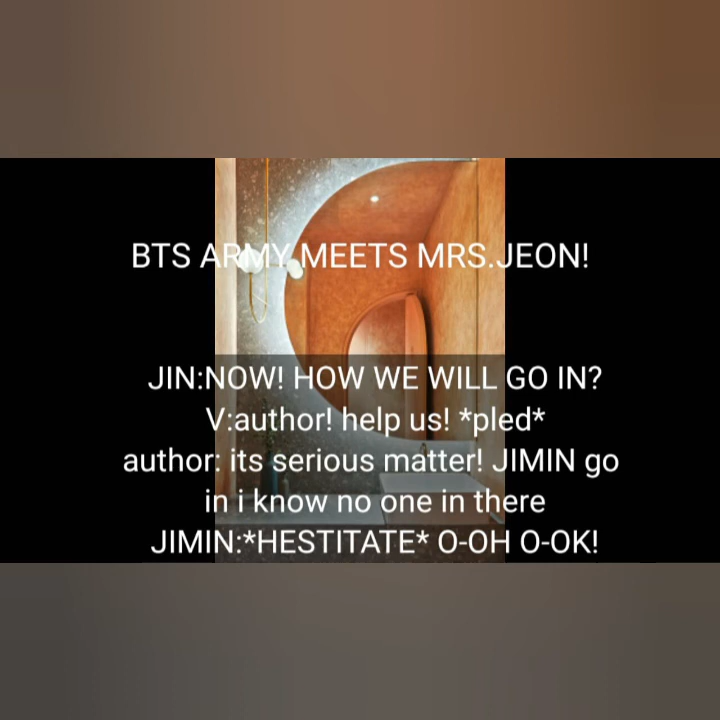 BTS ARMY MEETS MRS.JEON!
JIN:NOW! HOW WE WILL GO IN?
V:author! help us! *pled*
author: its serious matter! JIMIN go
in i know no one in there
JIMIN:*HESTITATE* O-OH O-OK!